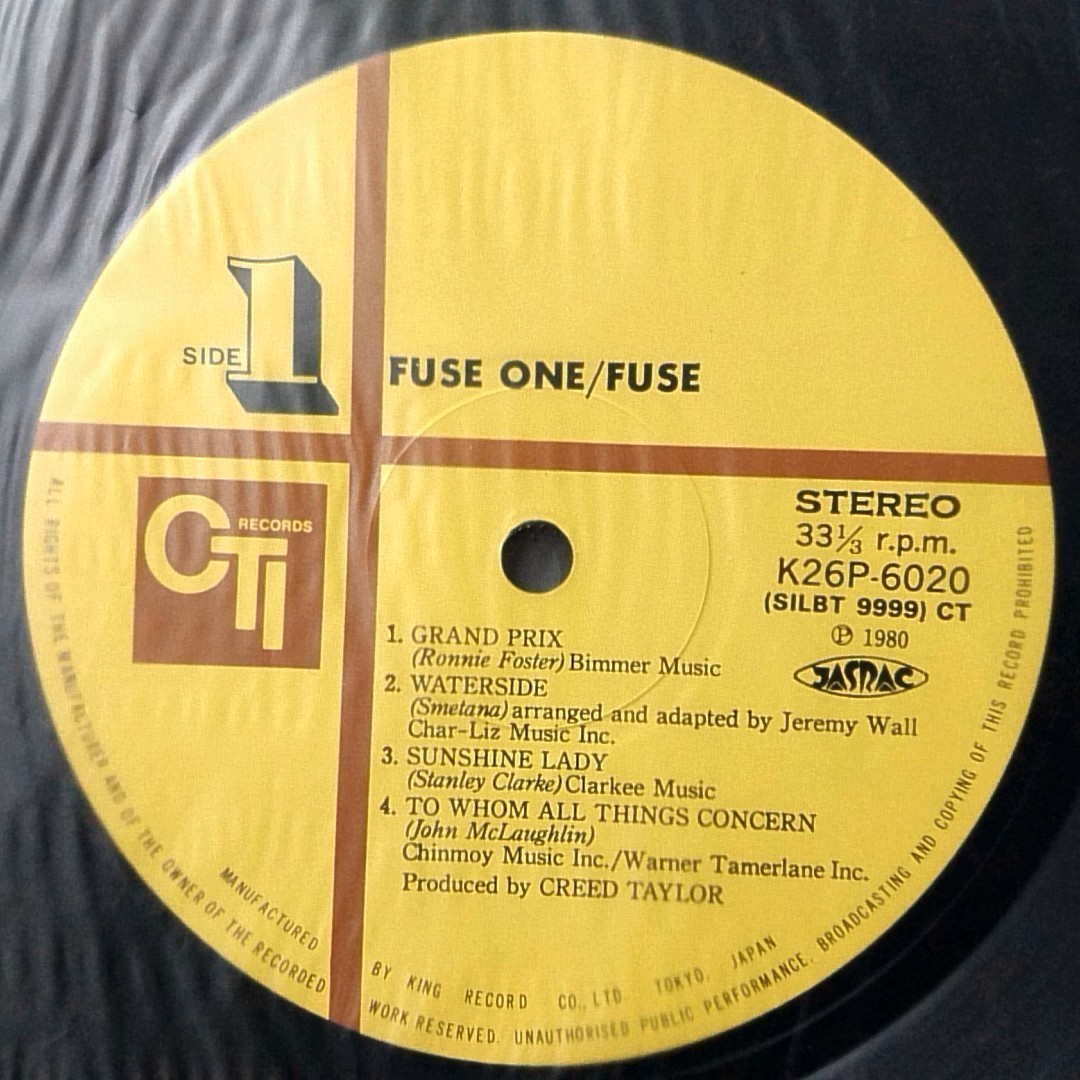 SIDE 1
FUSE ONE/FUSE
CTI RECORDS
STEREO
33⅓ r.p.m.
K26P-6020
(SILBT 9999) CT
Ⓟ 1980
JASRAC
1. GRAND PRIX
(Ronnie Foster) Bimmer Music
2. WATERSIDE
(Smetana) arranged and adapted by Jeremy Wall
Char-Liz Music Inc.
3. SUNSHINE LADY
(Stanley Clarke) Clarkee Music
4. TO WHOM ALL THINGS CONCERN
(John McLaughlin)
Chinmoy Music Inc./Warner Tamerlane Inc.
Produced by CREED TAYLOR
MANUFACTURED BY KING RECORD CO., LTD TOKYO, JAPAN
ALL RIGHTS OF THE MANUFACTURER AND OF THE OWNER OF THE RECORDED WORK RESERVED. UNAUTHORISED PUBLIC PERFORMANCE, BROADCASTING AND COPYING OF THIS RECORD PROHIBITED